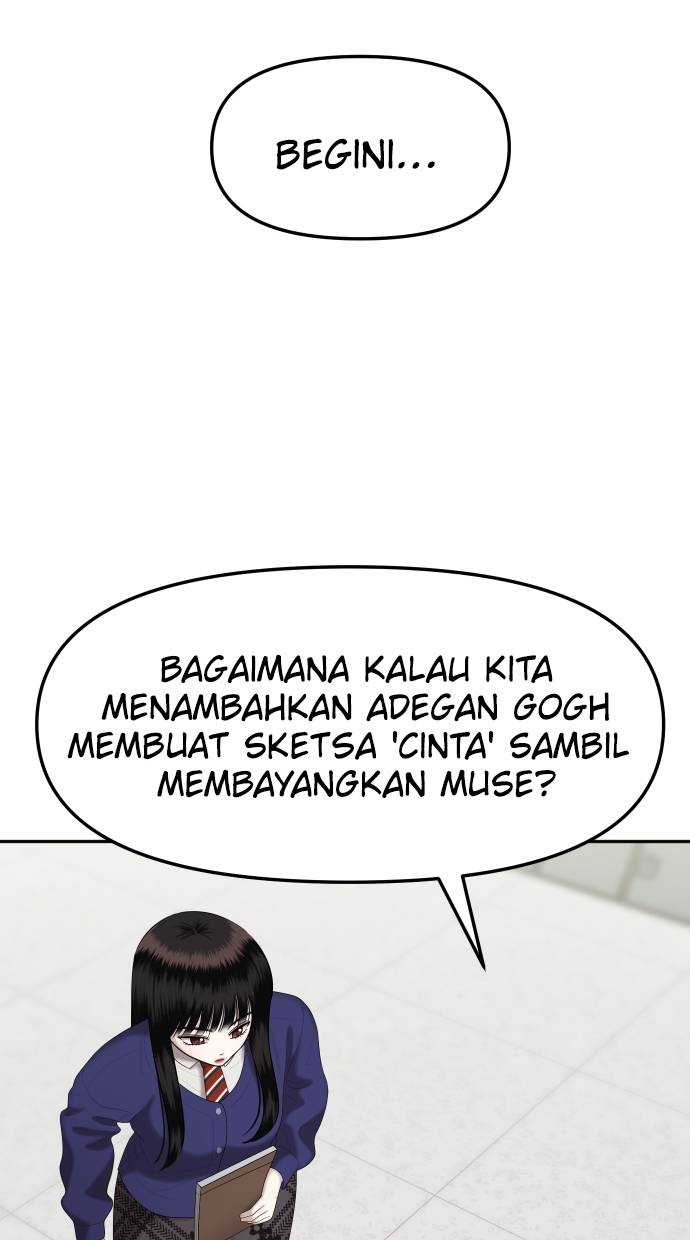 BEGINI...
BAGAIMANA KALAU KITA
MENAMBAHKAN ADEGAN GOGH
MEMBUAT SKETSA 'CINTA' SAMBIL
MEMBAYANGKAN MUSE?